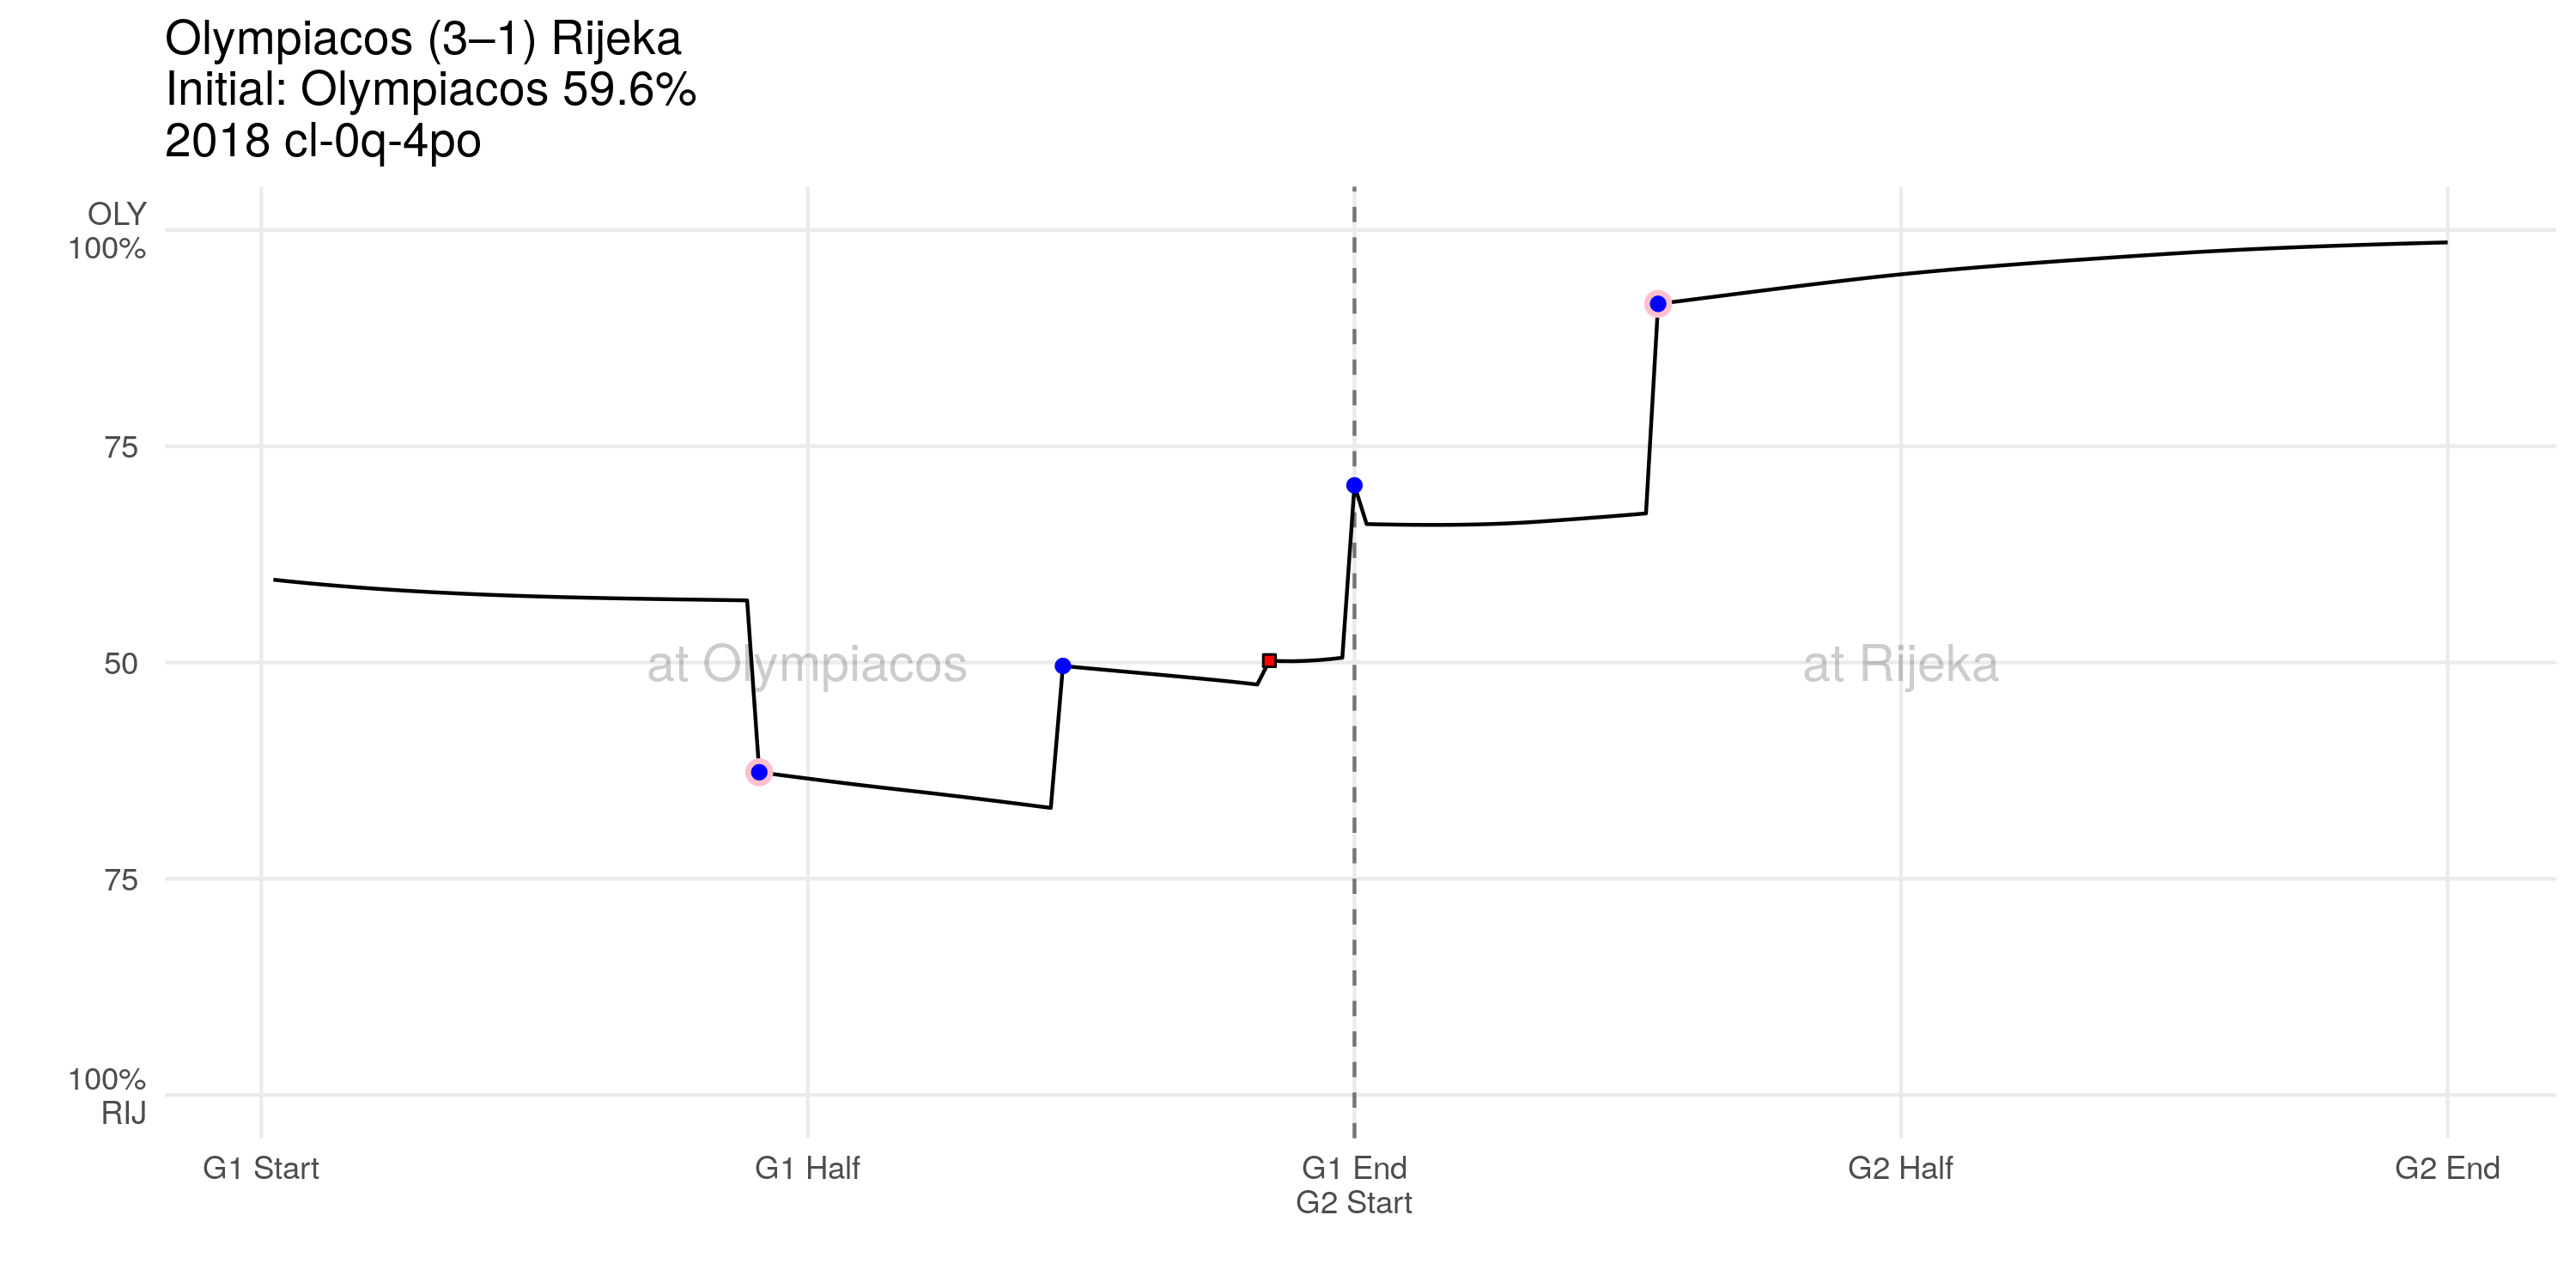 Olympiacos (3–1) Rijeka
Initial: Olympiacos 59.6%
2018 cl-0q-4po
OLY
100%
75
50
75
100%
RIJ
at Olympiacos
at Rijeka
G1 Start
G1 Half
G1 End
G2 Start
G2 Half
G2 End